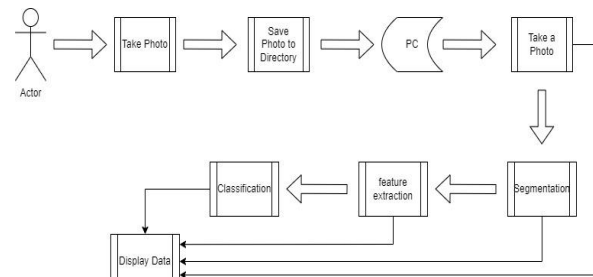 Take Photo
Save
Photo to
Directory
PC
Take a
Photo
Actor
Classification
feature
extraction
Segmentation
Display Data